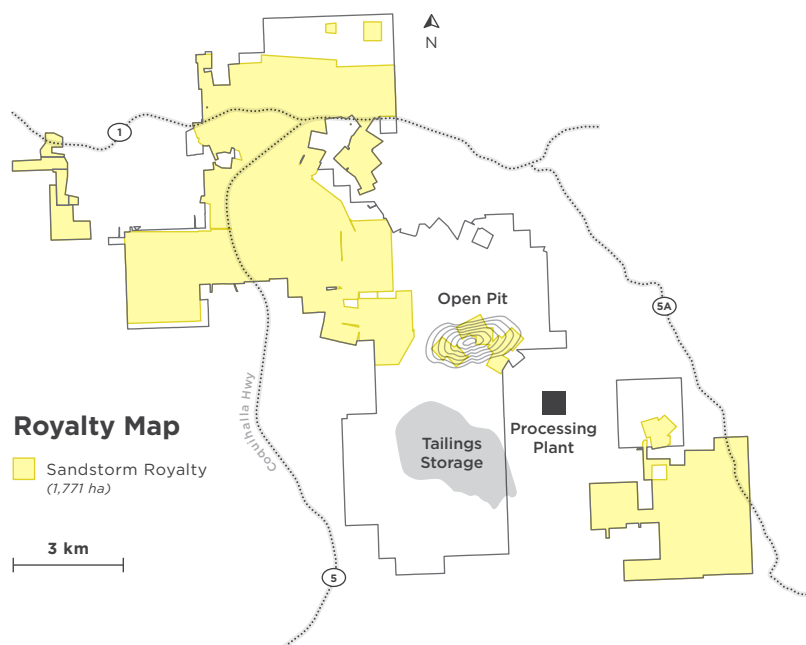 N
1
5A
Open Pit
Coquihalla Hwy
Processing
Plant
Tailings
Storage
Royalty Map
Sandstorm Royalty
(1,771 ha)
3 km
5